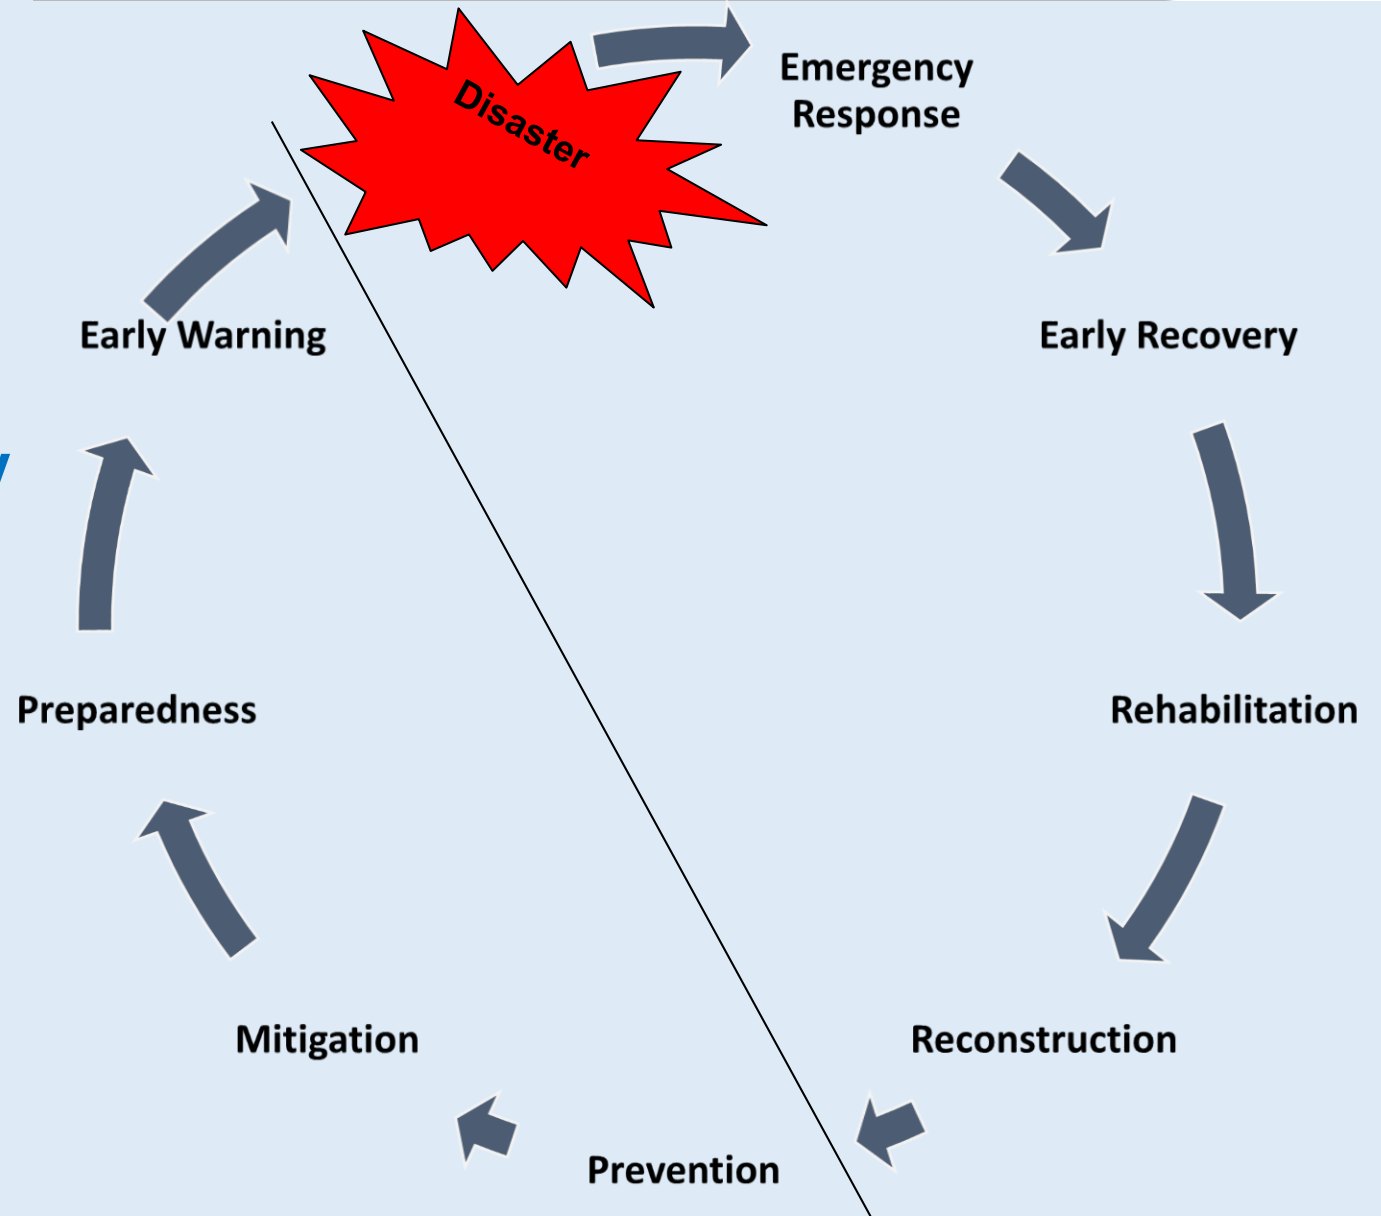 Disaster
Emergency
Response
Early Warning
Early Recovery
Preparedness
Rehabilitation
Mitigation
Reconstruction
Prevention